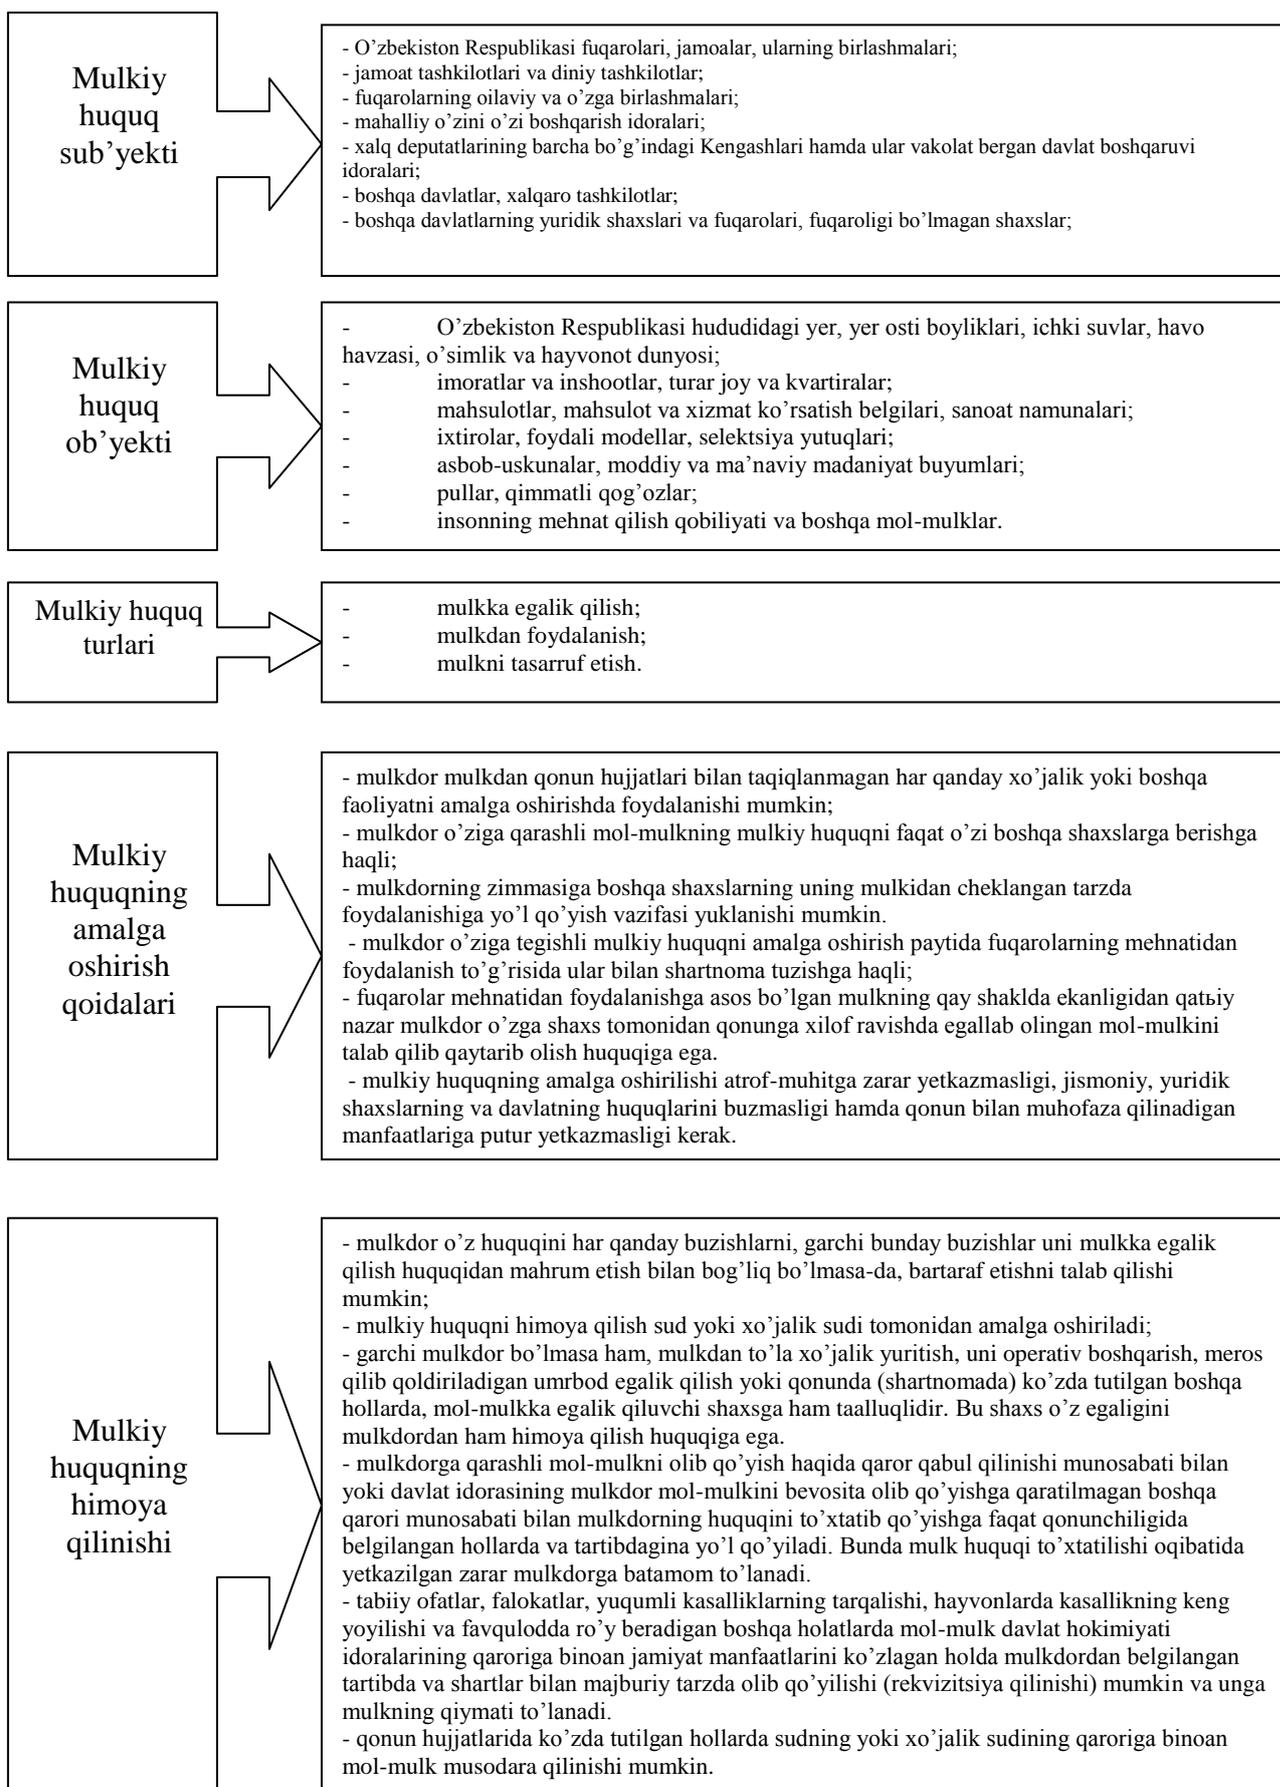 Mulkiy
huquq
sub’yekti
- O’zbekiston Respublikasi fuqarolari, jamoalar, ularning birlashmalari;
- jamoat tashkilotlari va diniy tashkilotlar;
- fuqarolarning oilaviy va o’zga birlashmalari;
- mahalliy o’zini o’zi boshqarish idoralari;
- xalq deputatlarining barcha bo’g’indagi Kengashlari hamda ular vakolat bergan davlat boshqaruvi
idoralari;
- boshqa davlatlar, xalqaro tashkilotlar;
- boshqa davlatlarning yuridik shaxslari va fuqarolari, fuqaroligi bo’lmagan shaxslar;
Mulkiy
huquq
ob’yekti
- O’zbekiston Respublikasi hududidagi yer, yer osti boyliklari, ichki suvlar, havo
havzasi, o’simlik va hayvonot dunyosi;
- imoratlar va inshootlar, turar joy va kvartiralar;
- mahsulotlar, mahsulot va xizmat ko’rsatish belgilari, sanoat namunalari;
- ixtirolar, foydali modellar, selektsiya yutuqlari;
- asbob-uskunalar, moddiy va ma’naviy madaniyat buyumlari;
- pullar, qimmatli qog’ozlar;
- insonning mehnat qilish qobiliyati va boshqa mol-mulklar.
Mulkiy huquq
turlari
- mulkka egalik qilish;
- mulkdan foydalanish;
- mulkni tasarruf etish.
Mulkiy
huquqning
amalga
oshirish
qoidalari
- mulkdor mulkdan qonun hujjatlari bilan taqiqlanmagan har qanday xo’jalik yoki boshqa
faoliyatni amalga oshirishda foydalanishi mumkin;
- mulkdor o’ziga qarashli mol-mulkning mulkiy huquqni faqat o’zi boshqa shaxslarga berishga
haqli;
- mulkdorning zimmasiga boshqa shaxslarning uning mulkidan cheklangan tarzda
foydalanishiga yo’l qo’yish vazifasi yuklanishi mumkin.
- mulkdor o’ziga tegishli mulkiy huquqni amalga oshirish paytida fuqarolarning mehnatidan
foydalanish to’g’risida ular bilan shartnoma tuzishga haqli;
- fuqarolar mehnatidan foydalanishga asos bo’lgan mulkning qay shaklda ekanligidan qatьiy
nazar mulkdor o’zga shaxs tomonidan qonunga xilof ravishda egallab olingan mol-mulkini
talab qilib qaytarib olish huquqiga ega.
- mulkiy huquqning amalga oshirilishi atrof-muhitga zarar yetkazmasligi, jismoniy, yuridik
shaxslarning va davlatning huquqlarini buzmasligi hamda qonun bilan muhofaza qilinadigan
manfaatlariga putur yetkazmasligi kerak.
Mulkiy
huquqning
himoya
qilinishi
- mulkdor o’z huquqini har qanday buzishlarni, garchi bunday buzishlar uni mulkka egalik
qilish huquqidan mahrum etish bilan bog’liq bo’lmasa-da, bartaraf etishni talab qilishi
mumkin;
- mulkiy huquqni himoya qilish sud yoki xo’jalik sudi tomonidan amalga oshiriladi;
- garchi mulkdor bo’lmasa ham, mulkdan to’la xo’jalik yuritish, uni operativ boshqarish, meros
qilib qoldiriladigan umrbod egalik qilish yoki qonunda (shartnomada) ko’zda tutilgan boshqa
hollarda, mol-mulkka egalik qiluvchi shaxsga ham taalluqlidir. Bu shaxs o’z egaligini
mulkdordan ham himoya qilish huquqiga ega.
- mulkdorga qarashli mol-mulkni olib qo’yish haqida qaror qabul qilinishi munosabati bilan
yoki davlat idorasining mulkdor mol-mulkini bevosita olib qo’yishga qaratilmagan boshqa
qarori munosabati bilan mulkdorning huquqini to’xtatib qo’yishga faqat qonunchiligida
belgilangan hollarda va tartibdagina yo’l qo’yiladi. Bunda mulk huquqi to’xtatilishi oqibatida
yetkazilgan zarar mulkdorga batamom to’lanadi.
- tabiiy ofatlar, falokatlar, yuqumli kasalliklarning tarqalishi, hayvonlarda kasallikning keng
yoyilishi va favqulodda ro’y beradigan boshqa holatlarda mol-mulk davlat hokimiyati
idoralarining qaroriga binoan jamiyat manfaatlarini ko’zlagan holda mulkdordan belgilangan
tartibda va shartlar bilan majburiy tarzda olib qo’yilishi (rekvizitsiya qilinishi) mumkin va unga
mulkning qiymati to’lanadi.
- qonun hujjatlarida ko’zda tutilgan hollarda sudning yoki xo’jalik sudining qaroriga binoan
mol-mulk musodara qilinishi mumkin.